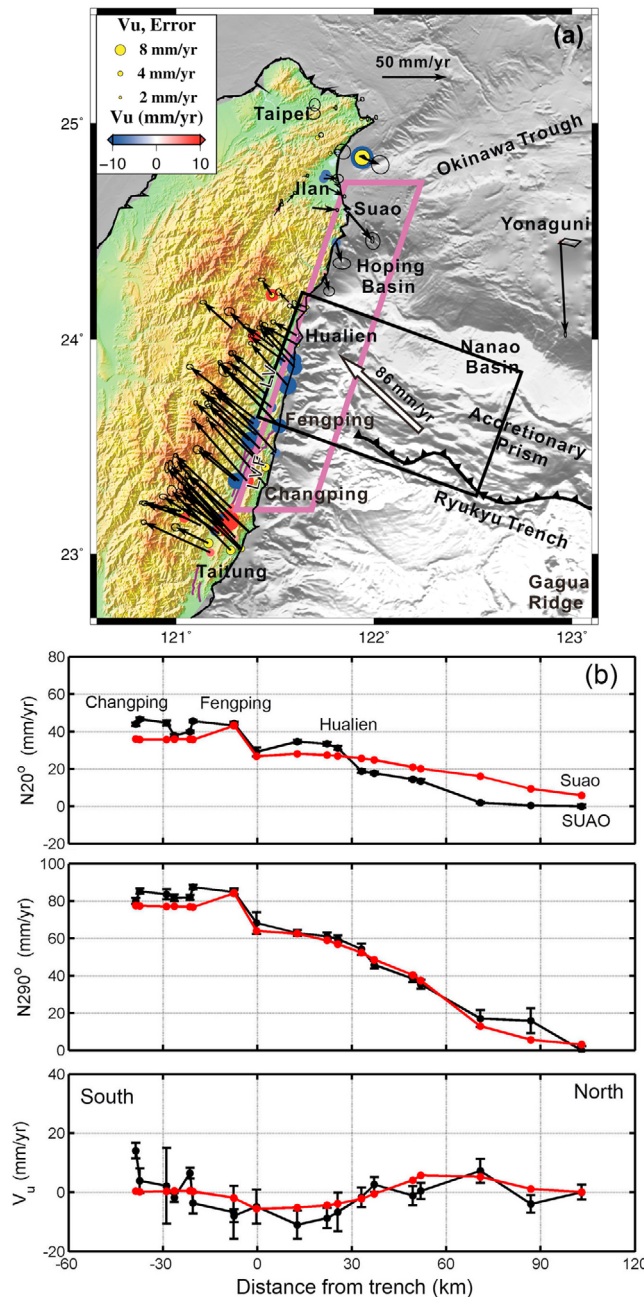 Vu, Error
8 mm/yr
4 mm/yr
2 mm/yr
Vu (mm/yr)
−10 0 10
(a)
50 mm/yr
25˚
Taipei
Okinawa Trough
Ilan
Suao
Yonaguni
Hoping
Basin
24˚
Hualien
Nanao
Basin
LV
86 mm/yr
Fengping
Accretionary
Prism
LVF
Changping
Ryukyu Trench
23˚
Taitung
Gagua
Ridge
121˚ 122˚ 123˚
(b)
80
60
40
20
0
-20
N20° (mm/yr)
Changping Fengping
Hualien
Suao
SUAO
100
80
60
40
20
0
N290° (mm/yr)
40
20
0
-20
Vu (mm/yr)
South North
-60 -30 0 30 60 90 120
Distance from trench (km)